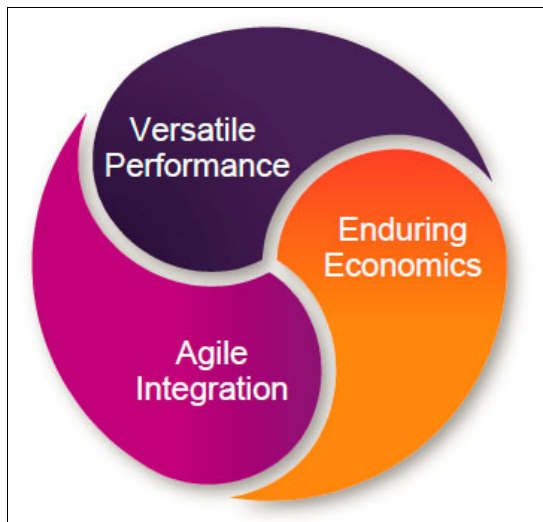 Versatile
Performance
Enduring
Economics
Agile
Integration